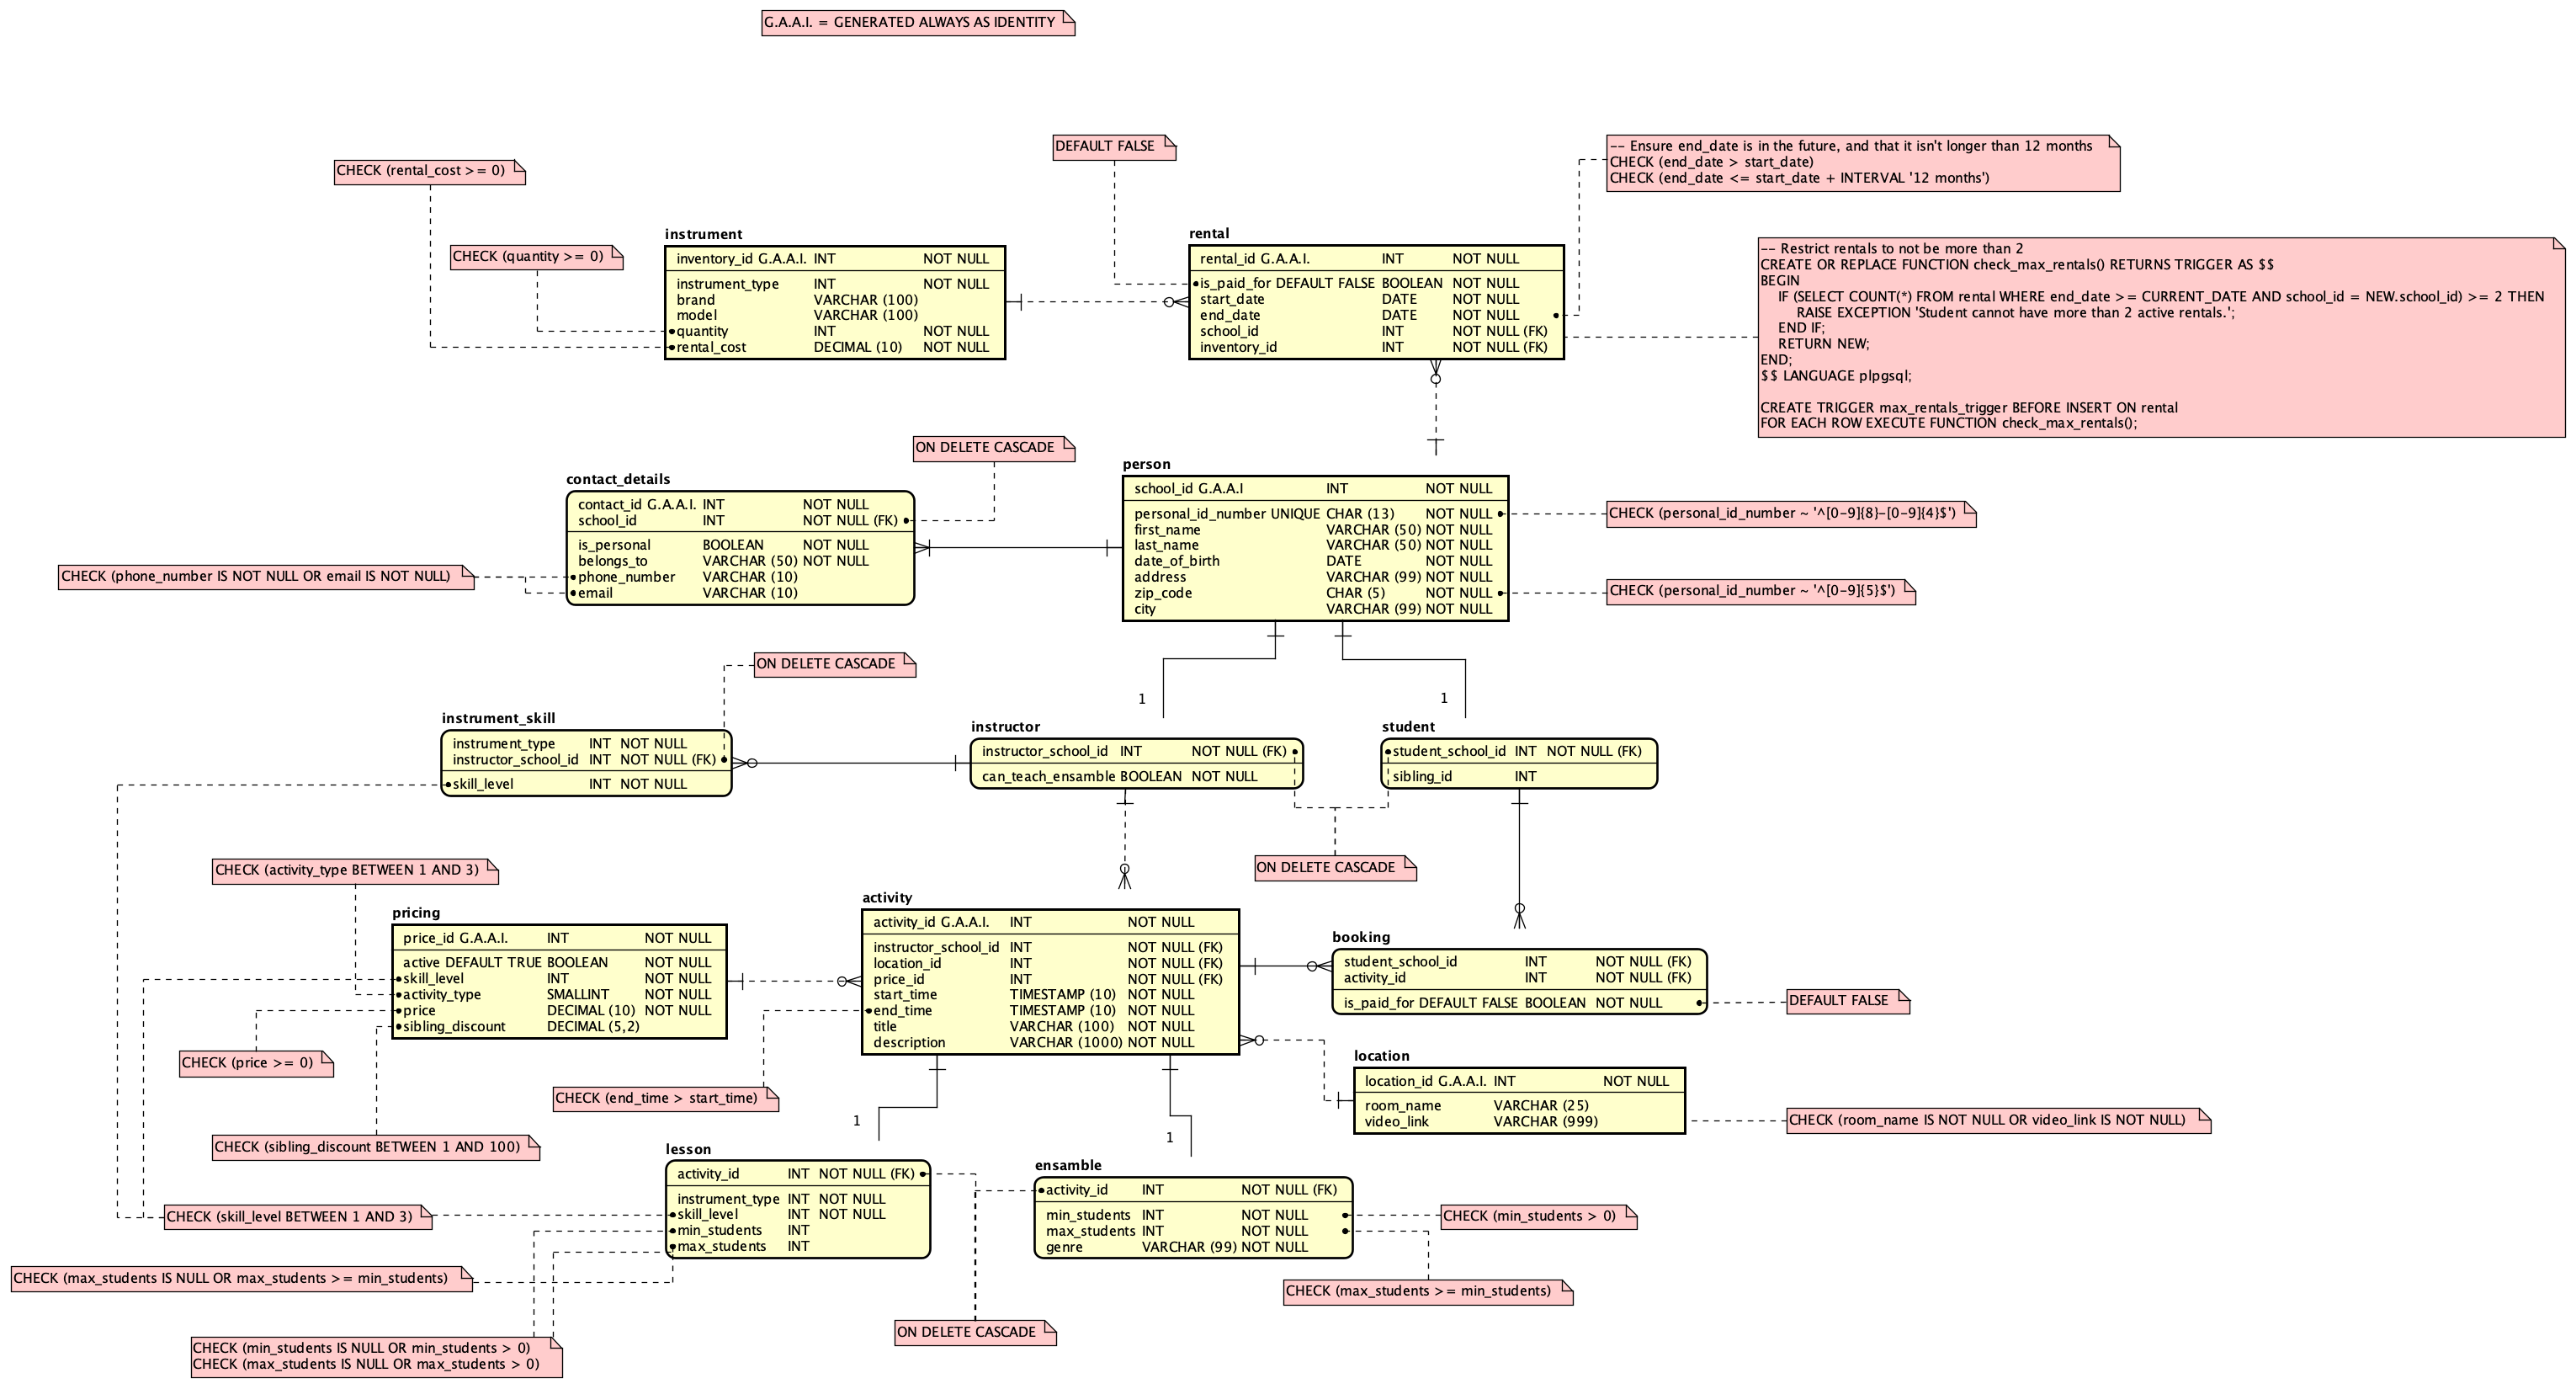 G.A.A.I. = GENERATED ALWAYS AS IDENTITY
DEFAULT FALSE
-- Ensure end_date is in the future, and that it isn't longer than 12 months
CHECK (end_date > start_date)
CHECK (end_date <= start_date + INTERVAL '12 months')
CHECK (rental_cost >= 0)
CHECK (quantity >= 0)
instrument
inventory_id G.A.A.I. INT NOT NULL
instrument_type INT NOT NULL
brand VARCHAR (100)
model VARCHAR (100)
quantity INT NOT NULL
rental_cost DECIMAL (10) NOT NULL
rental
rental_id G.A.A.I. INT NOT NULL
is_paid_for DEFAULT FALSE BOOLEAN NOT NULL
start_date DATE NOT NULL
end_date DATE NOT NULL
school_id INT NOT NULL (FK)
inventory_id INT NOT NULL (FK)
-- Restrict rentals to not be more than 2
CREATE OR REPLACE FUNCTION check_max_rentals() RETURNS TRIGGER AS $$
BEGIN
IF (SELECT COUNT(*) FROM rental WHERE end_date >= CURRENT_DATE AND school_id = NEW.school_id) >= 2 THEN
RAISE EXCEPTION 'Student cannot have more than 2 active rentals.';
END IF;
RETURN NEW;
END;
$$ LANGUAGE plpgsql;
CREATE TRIGGER max_rentals_trigger BEFORE INSERT ON rental
FOR EACH ROW EXECUTE FUNCTION check_max_rentals();
ON DELETE CASCADE
contact_details
contact_id G.A.A.I. INT NOT NULL
school_id INT NOT NULL (FK)
is_personal BOOLEAN NOT NULL
belongs_to VARCHAR (50) NOT NULL
phone_number VARCHAR (10)
email VARCHAR (10)
CHECK (phone_number IS NOT NULL OR email IS NOT NULL)
person
school_id G.A.A.I INT NOT NULL
personal_id_number UNIQUE CHAR (13) NOT NULL
first_name VARCHAR (50) NOT NULL
last_name VARCHAR (50) NOT NULL
date_of_birth DATE NOT NULL
address VARCHAR (99) NOT NULL
zip_code CHAR (5) NOT NULL
city VARCHAR (99) NOT NULL
CHECK (personal_id_number ~ '^[0-9]{8}-[0-9]{4}$')
CHECK (personal_id_number ~ '^[0-9]{5}$')
ON DELETE CASCADE
1
1
instrument_skill
instrument_type INT NOT NULL
instructor_school_id INT NOT NULL (FK)
skill_level INT NOT NULL
instructor
instructor_school_id INT NOT NULL (FK)
can_teach_ensamble BOOLEAN NOT NULL
student
student_school_id INT NOT NULL (FK)
sibling_id INT
ON DELETE CASCADE
CHECK (activity_type BETWEEN 1 AND 3)
pricing
price_id G.A.A.I. INT NOT NULL
active DEFAULT TRUE BOOLEAN NOT NULL
skill_level INT NOT NULL
activity_type SMALLINT NOT NULL
price DECIMAL (10) NOT NULL
sibling_discount DECIMAL (5,2)
activity
activity_id G.A.A.I. INT NOT NULL
instructor_school_id INT NOT NULL (FK)
location_id INT NOT NULL (FK)
price_id INT NOT NULL (FK)
start_time TIMESTAMP (10) NOT NULL
end_time TIMESTAMP (10) NOT NULL
title VARCHAR (100) NOT NULL
description VARCHAR (1000) NOT NULL
booking
student_school_id INT NOT NULL (FK)
activity_id INT NOT NULL (FK)
is_paid_for DEFAULT FALSE BOOLEAN NOT NULL
DEFAULT FALSE
CHECK (price >= 0)
CHECK (end_time > start_time)
location
location_id G.A.A.I. INT NOT NULL
room_name VARCHAR (25)
video_link VARCHAR (999)
CHECK (room_name IS NOT NULL OR video_link IS NOT NULL)
CHECK (sibling_discount BETWEEN 1 AND 100)
1
1
lesson
activity_id INT NOT NULL (FK)
instrument_type INT NOT NULL
skill_level INT NOT NULL
min_students INT
max_students INT
ensamble
activity_id INT NOT NULL (FK)
min_students INT NOT NULL
max_students INT NOT NULL
genre VARCHAR (99) NOT NULL
CHECK (skill_level BETWEEN 1 AND 3)
CHECK (min_students > 0)
CHECK (max_students IS NULL OR max_students >= min_students)
CHECK (max_students >= min_students)
ON DELETE CASCADE
CHECK (min_students IS NULL OR min_students > 0)
CHECK (max_students IS NULL OR max_students > 0)